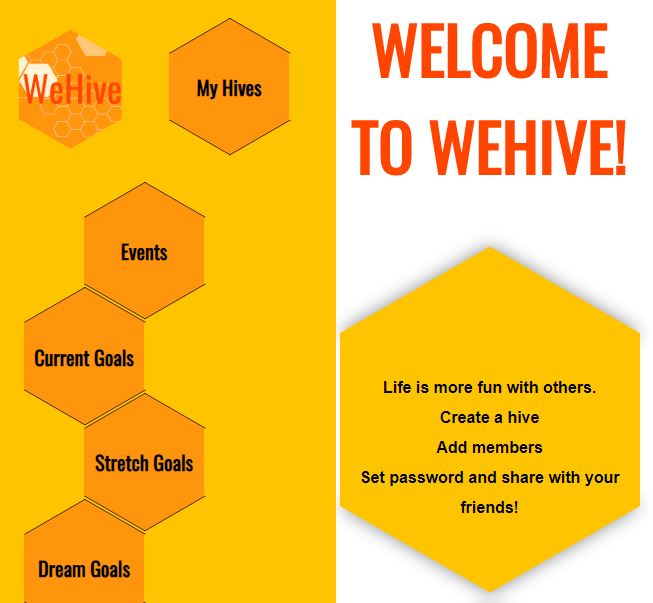 WeHive
My Hives
Events
Current Goals
Stretch Goals
Dream Goals
WELCOME
TO WEHIVE!
Life is more fun with others.
Create a hive
Add members
Set password and share with your
friends!